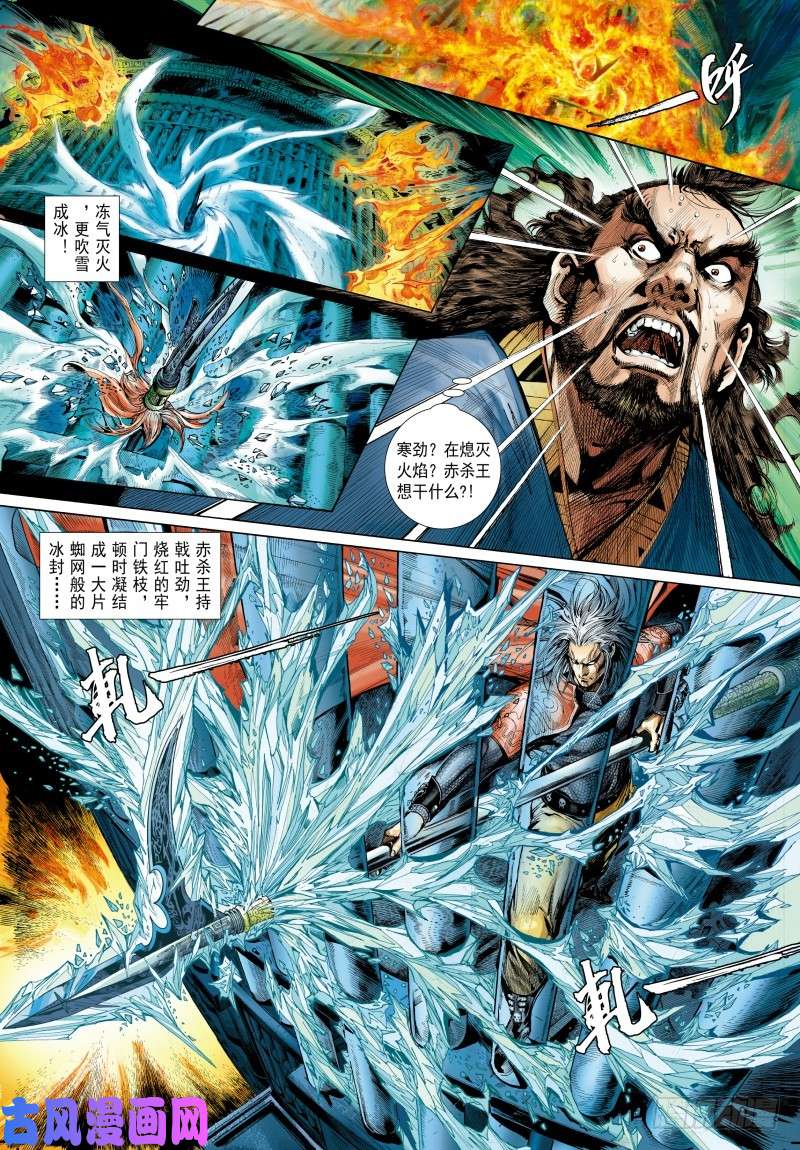 呼
冻气灭火
，更吹雪
成冰！
寒劲？在熄灭
火焰？赤杀王
想干什么?!
赤杀王持
戟吐劲，
烧红的牢
门铁枝，
顿时凝结
成一大片
蜘网般的
冰封……
轧
轧
古风漫画网